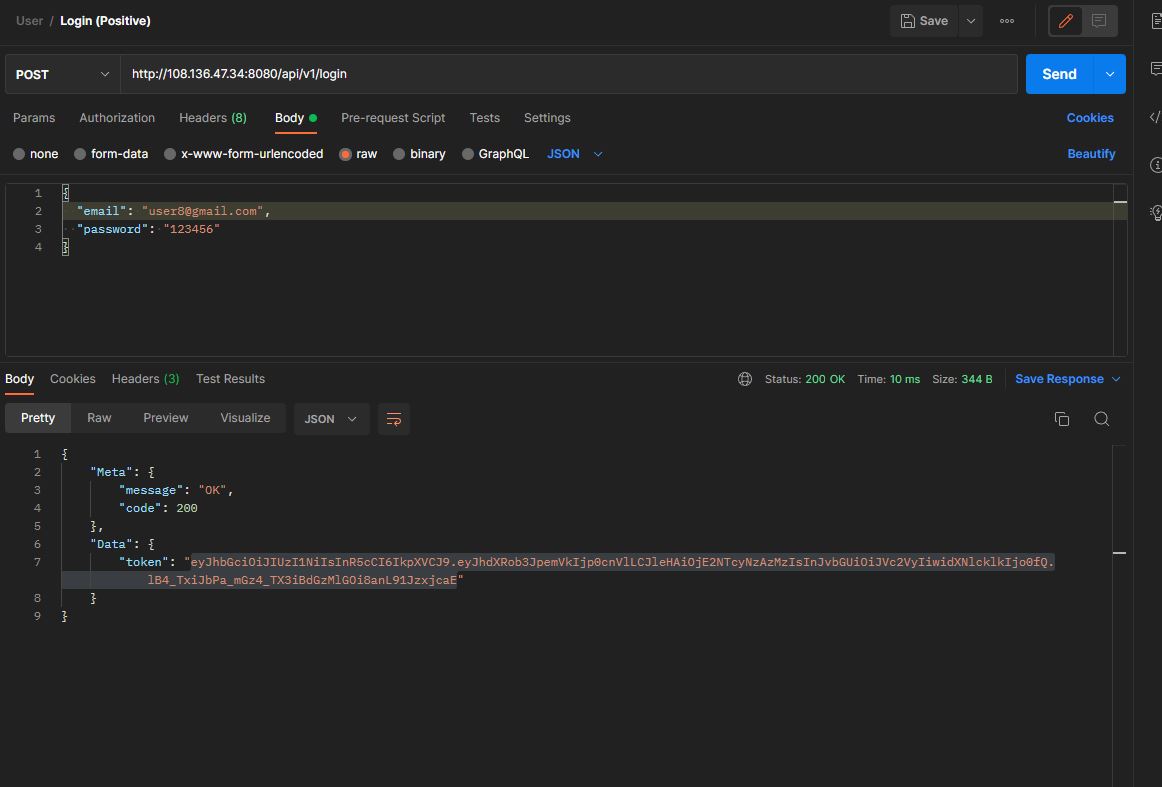 User / Login (Positive)
Save
POST
http://108.136.47.34:8080/api/v1/login
Send
Params
Authorization
Headers (8)
Body
Pre-request Script
Tests
Settings
Cookies
none
form-data
x-www-form-urlencoded
raw
binary
GraphQL
JSON
Beautify
1 {
2 "email": "user8@gmail.com",
3 "password": "123456"
4 }
Body
Cookies
Headers (3)
Test Results
Status: 200 OK
Time: 10 ms
Size: 344 B
Save Response
Pretty
Raw
Preview
Visualize
JSON
1 {
2 "Meta": {
3 "message": "OK",
4 "code": 200
5 },
6 "Data": {
7 "token": "eyJhbGciOiJIUzI1NiIsInR5cCI6IkpXVCJ9.eyJhdXRob3JpemVkIjp0cnVlLCJleHAiOjE2NTcyNzAzMzIsInJvbGUiOiJVc2VyIiwidXNlcklkIjo0fQ.
lB4_TxiJbPa_mGz4_TX3iBdGzMlGOi8anL91JzxjcaE"
8 }
9 }